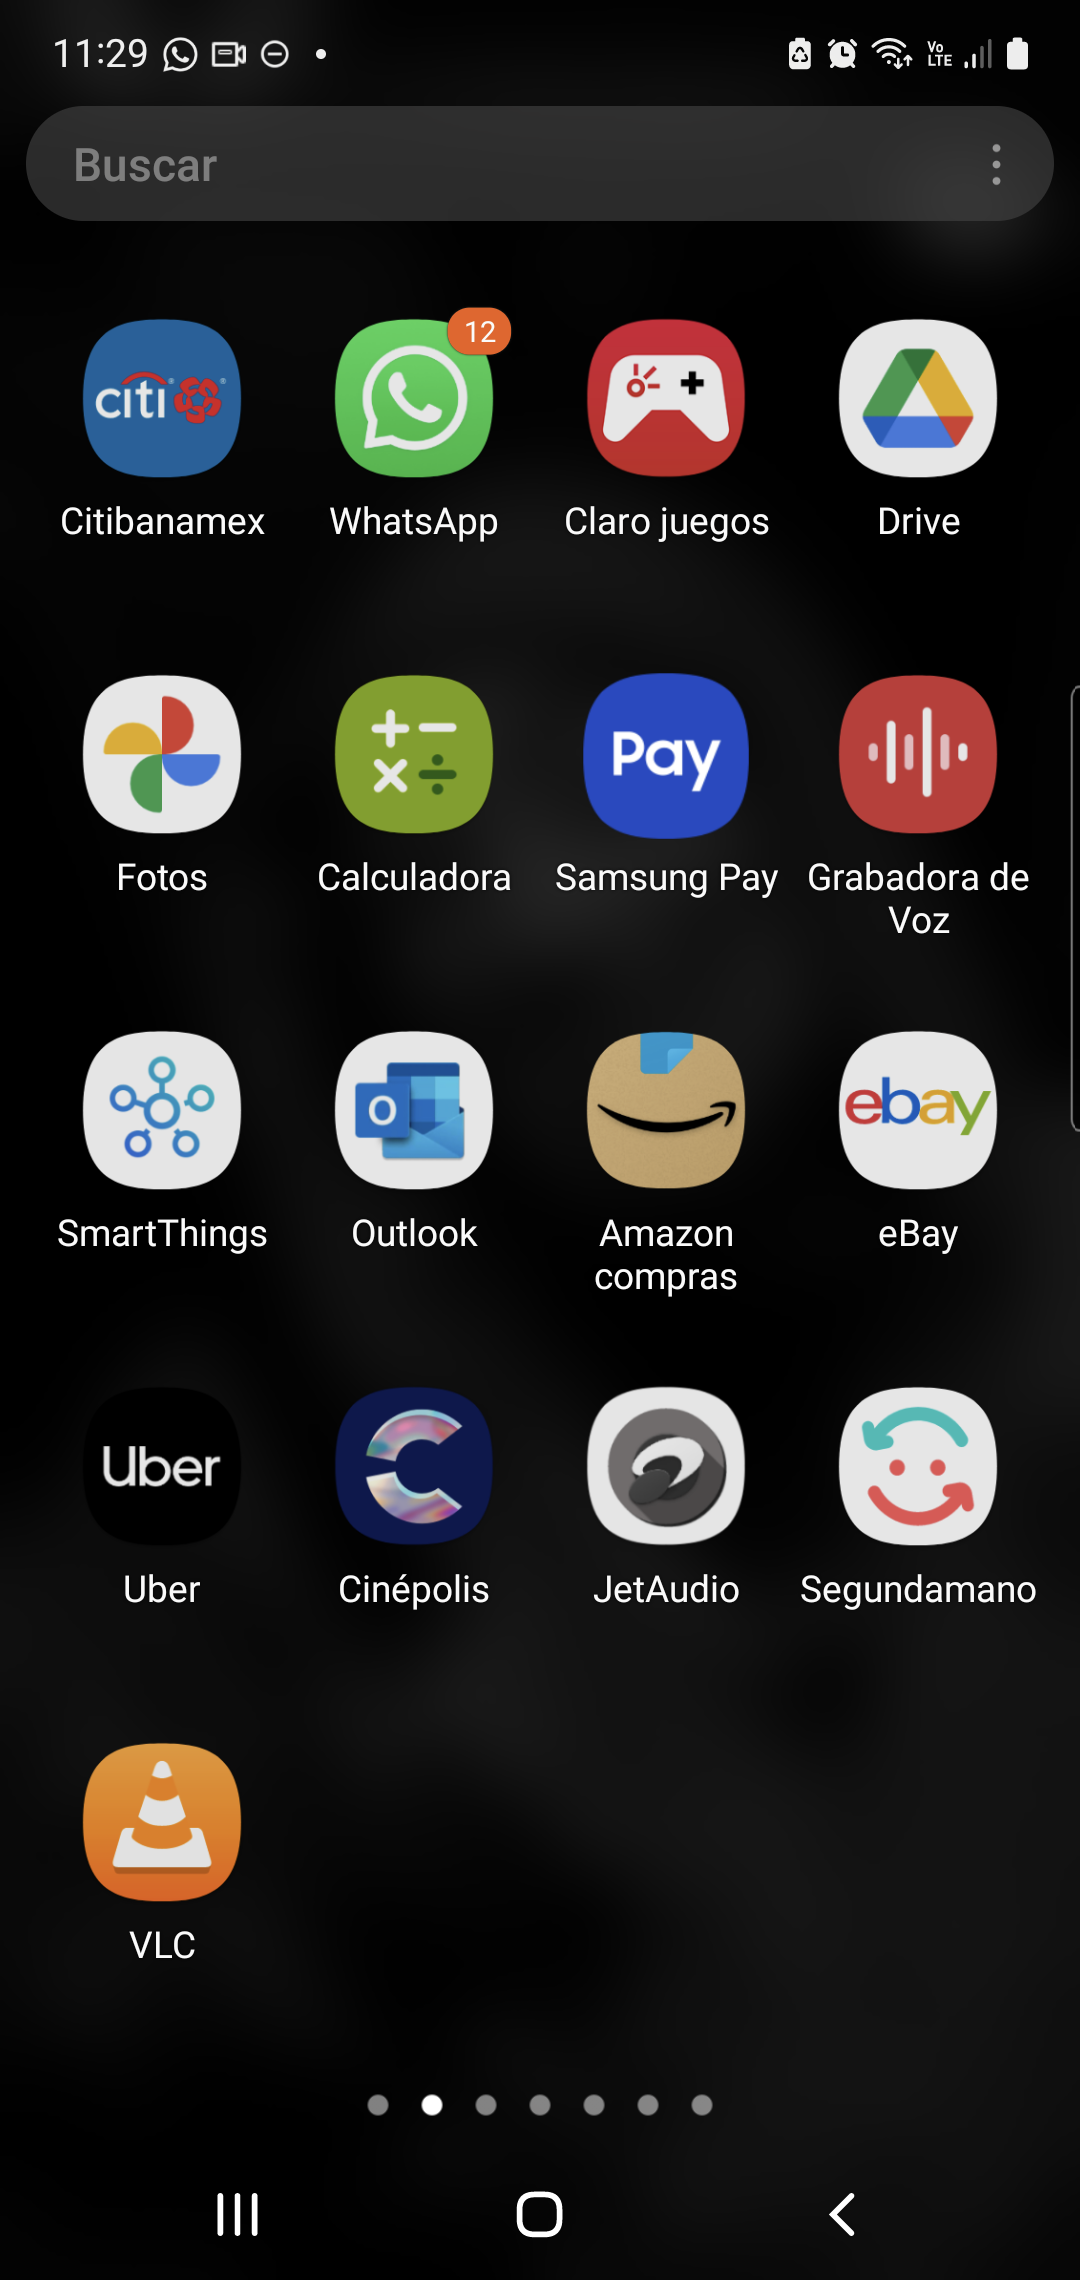 11:29
Vo
LTE
Buscar
citi
12
Citibanamex
WhatsApp
Claro juegos
Drive
Pay
Fotos
Calculadora
Samsung Pay
Grabadora de
Voz
O
ebay
SmartThings
Outlook
Amazon
compras
eBay
Uber
Uber
Cinépolis
JetAudio
Segundamano
VLC